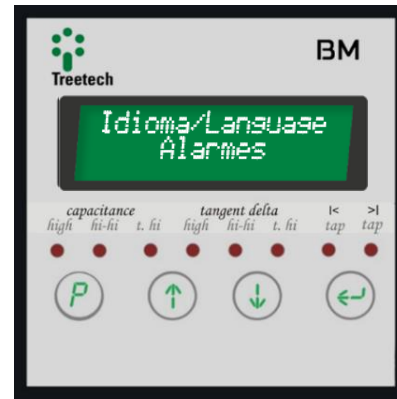 Treetech
BM
Idioma/Language
Alarmes
capacitance
tangent delta
|<
>|
high
hi-hi
t. hi
high
hi-hi
t. hi
tap
tap
P